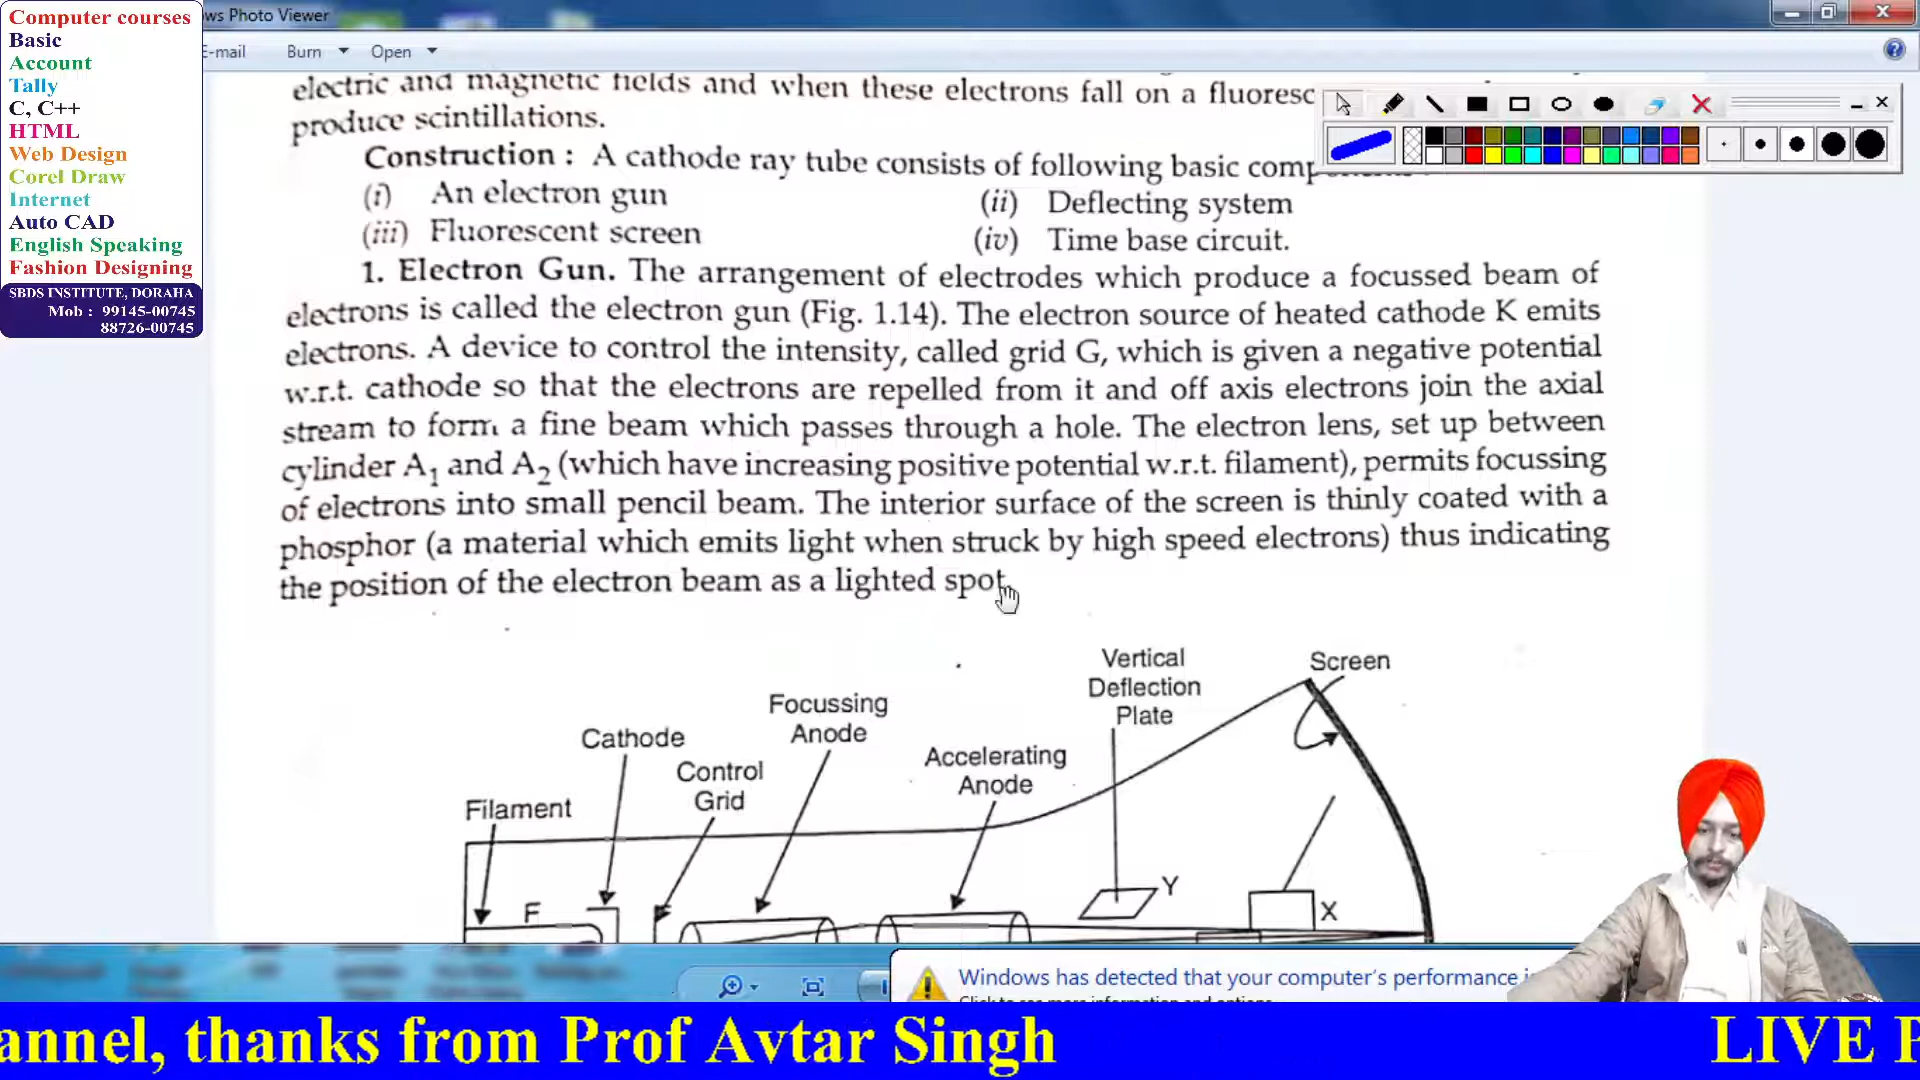 Computer courses
Basic
Account
Tally
C, C++
HTML
Web Design
Corel Draw
Internet
Auto CAD
English Speaking
Fashion Designing
SBDS INSTITUTE, DORAHA
Mob : 99145-00745
88726-00745
ws Photo Viewer
E-mail Burn Open
electric and magnetic fields and when these electrons fall on a fluoresc
produce scintillations.
Construction : A cathode ray tube consists of following basic comp
(i) An electron gun (ii) Deflecting system
(iii) Fluorescent screen (iv) Time base circuit.
1. Electron Gun. The arrangement of electrodes which produce a focussed beam of
electrons is called the electron gun (Fig. 1.14). The electron source of heated cathode K emits
electrons. A device to control the intensity, called grid G, which is given a negative potential
w.r.t. cathode so that the electrons are repelled from it and off axis electrons join the axial
stream to form a fine beam which passes through a hole. The electron lens, set up between
cylinder A1 and A2 (which have increasing positive potential w.r.t. filament), permits focussing
of electrons into small pencil beam. The interior surface of the screen is thinly coated with a
phosphor (a material which emits light when struck by high speed electrons) thus indicating
the position of the electron beam as a lighted spot.
Vertical
Deflection
Plate
Screen
Focussing
Anode
Cathode
Control
Grid
Accelerating
Anode
Filament
F
Y
X
Windows has detected that your computer's performance
annel, thanks from Prof Avtar Singh
LIVE P